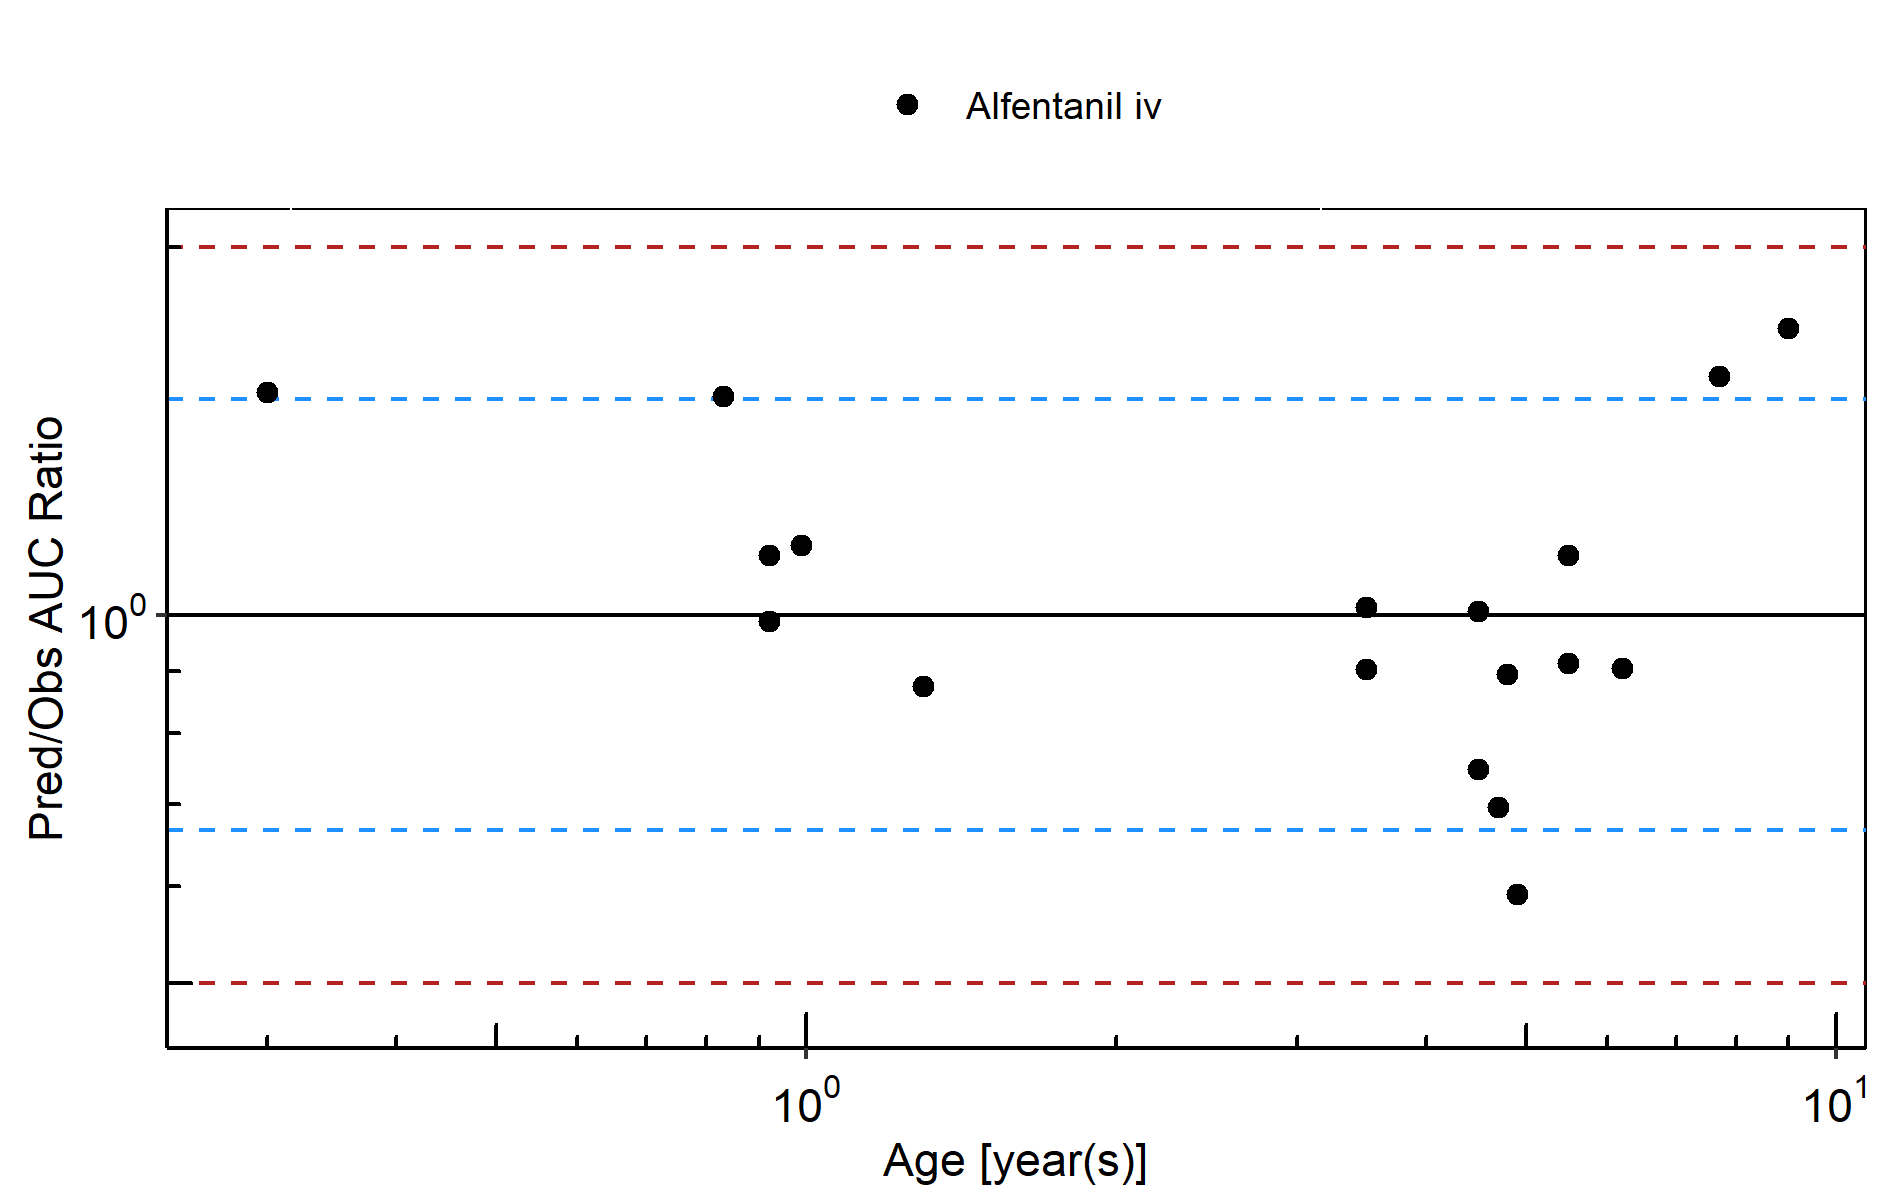 Alfentanil iv
Pred/Obs AUC Ratio
10⁰
10⁰ 10¹
Age [year(s)]